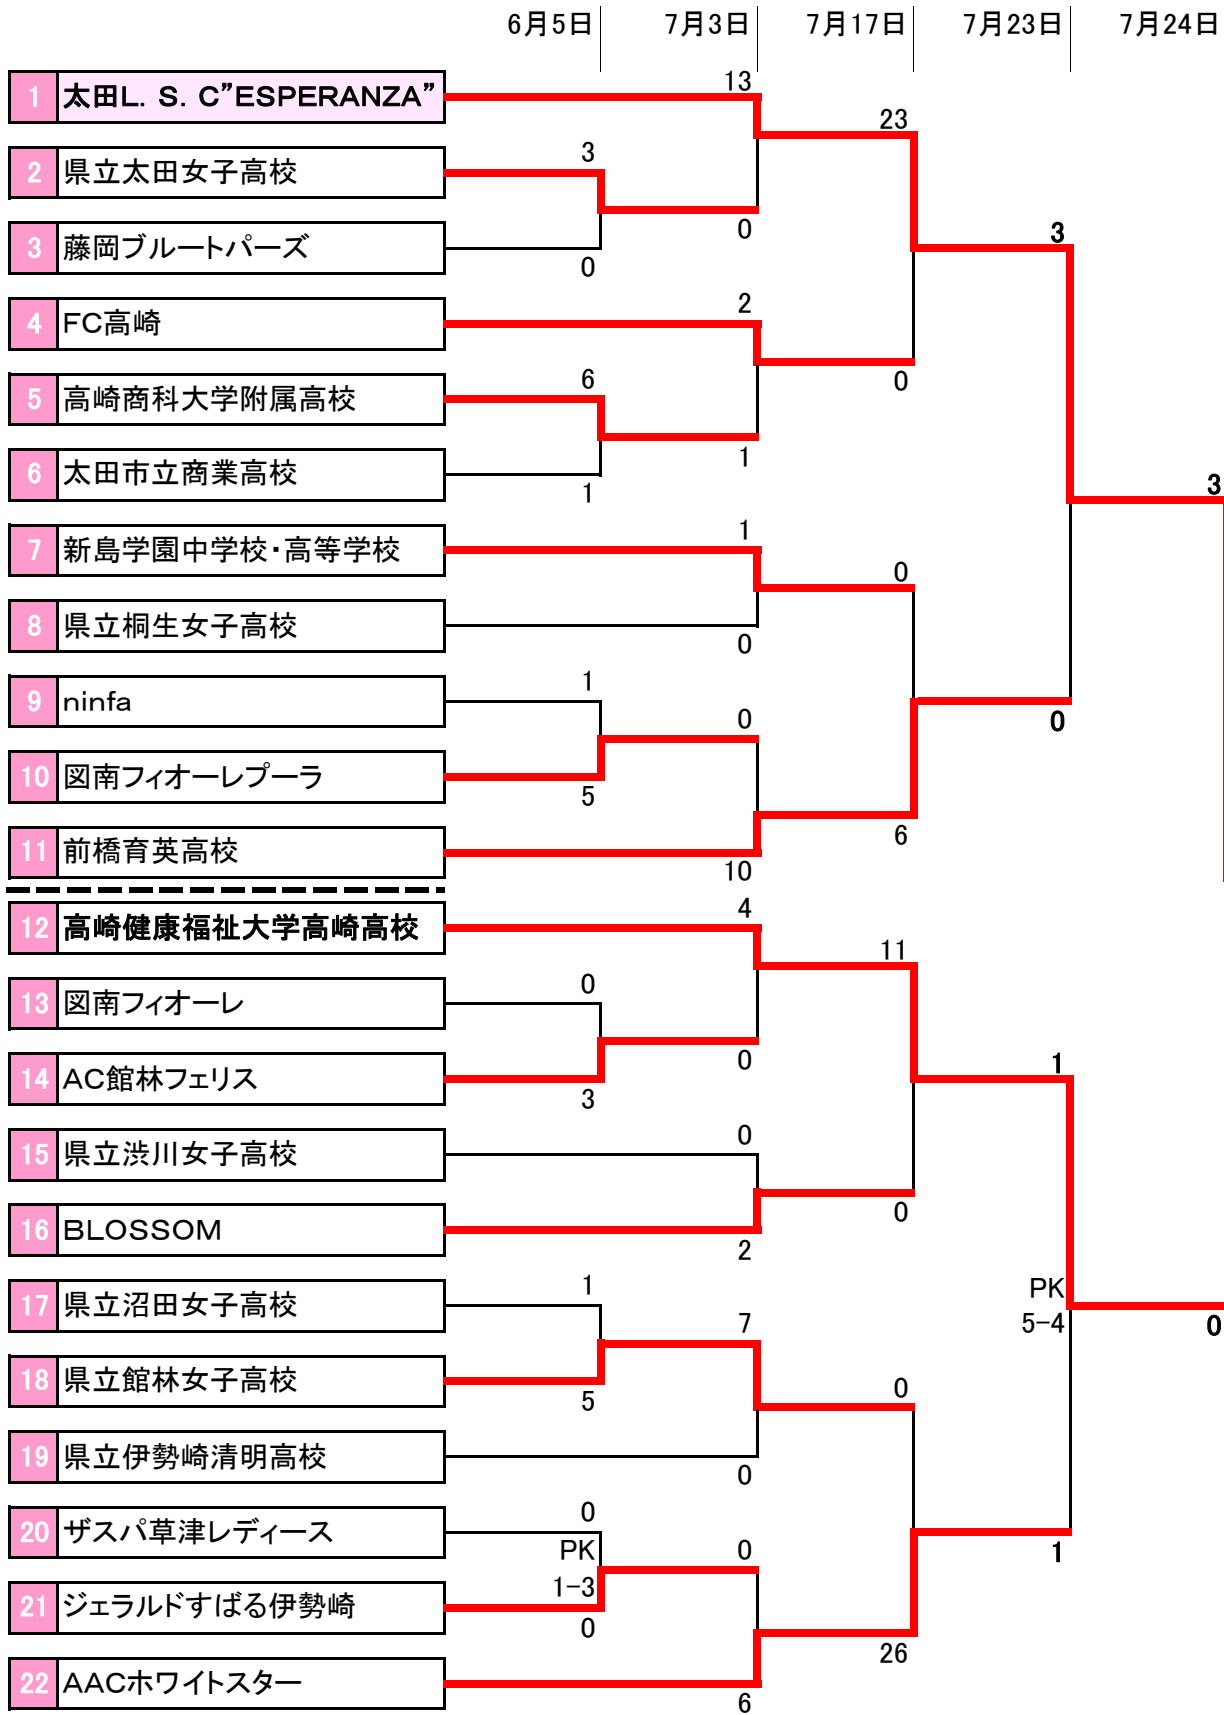 6月5日 7月3日 7月17日 7月23日 7月24日
13
1 太田L．S．C”ESPERANZA”
23
3
2 県立太田女子高校
0
3
3 藤岡ブルートパーズ
0
2
4 FC高崎
6
0
5 高崎商科大学附属高校
1
6 太田市立商業高校
1
3
1
7 新島学園中学校・高等学校
0
8 県立桐生女子高校
0
1
9 ninfa
0
0
10 図南フィオーレプーラ
5
6
11 前橋育英高校
10
4
12 高崎健康福祉大学高崎高校
11
0
13 図南フィオーレ
0
1
14 AC館林フェリス
3
0
15 県立渋川女子高校
0
16 BLOSSOM
2
1
PK
17 県立沼田女子高校
7
5−4
0
18 県立館林女子高校
0
5
19 県立伊勢崎清明高校
0
0
20 ザスパ草津レディース
PK
0
1
1−3
21 ジェラルドすばる伊勢崎
0
26
22 AACホワイトスター
6